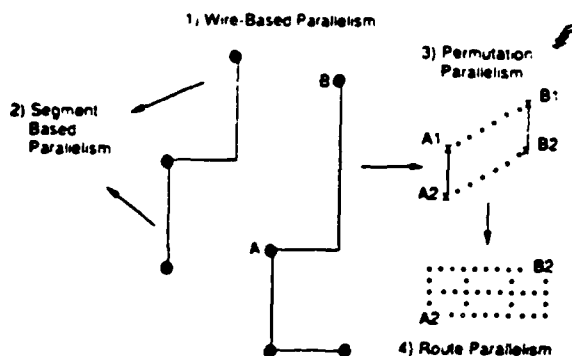 1) Wire-Based Parallelism
2) Segment
Based
Parallelism
B
A
3) Permutation
Parallelism
B1
A1
B2
A2
B2
A2
4) Route Parallelism